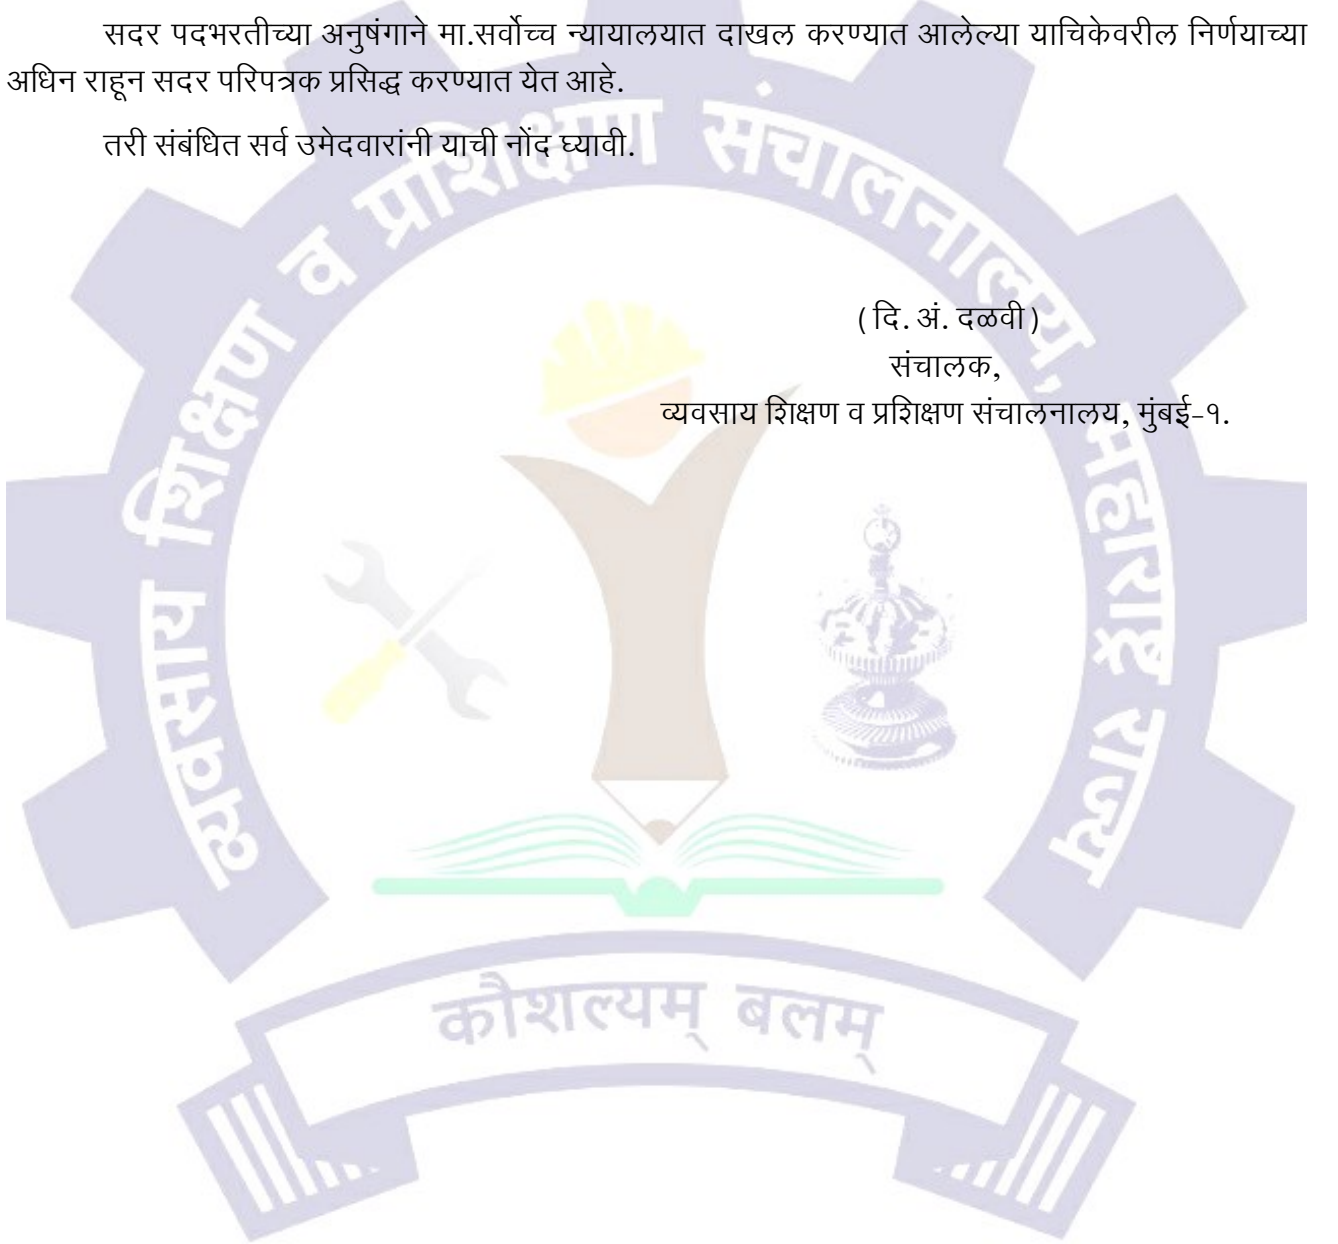 सदर पदभरतीच्या अनुषंगाने मा.सर्वोच्च न्यायालयात दाखल करण्यात आलेल्या याचिकेवरील निर्णयाच्या
अधिन राहून सदर परिपत्रक प्रसिद्ध करण्यात येत आहे.
तरी संबंधित सर्व उमेदवारांनी याची नोंद घ्यावी.
(दि. अं. दळवी)
संचालक,
व्यवसाय शिक्षण व प्रशिक्षण संचालनालय, मुंबई-१.
व्यवसाय शिक्षण व प्रशिक्षण संचालनालय, महाराष्ट्र राज्य
कौशल्यम् बलम्